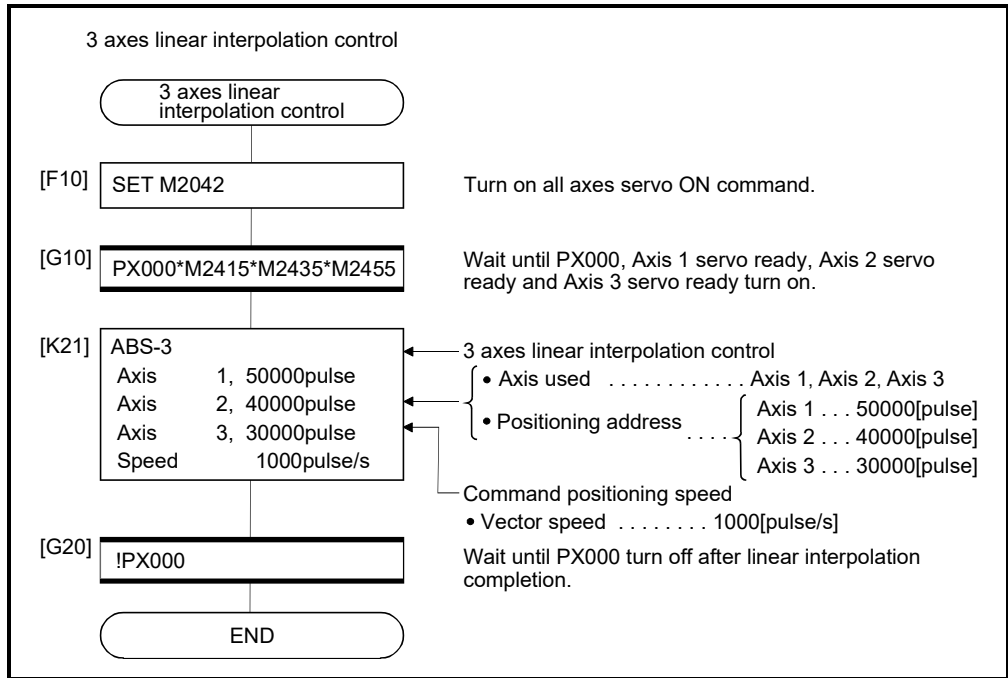 3 axes linear interpolation control
3 axes linear
interpolation control
[F10] SET M2042 Turn on all axes servo ON command.
[G10] PX000*M2415*M2435*M2455 Wait until PX000, Axis 1 servo ready, Axis 2 servo
ready and Axis 3 servo ready turn on.
[K21] ABS-3
Axis 1, 50000pulse
Axis 2, 40000pulse
Axis 3, 30000pulse
Speed 1000pulse/s
3 axes linear interpolation control
• Axis used . . . . . . . . . . . . Axis 1, Axis 2, Axis 3
• Positioning address . . . .
Axis 1 . . . 50000[pulse]
Axis 2 . . . 40000[pulse]
Axis 3 . . . 30000[pulse]
Command positioning speed
• Vector speed . . . . . . . . 1000[pulse/s]
[G20] !PX000 Wait until PX000 turn off after linear interpolation
completion.
END